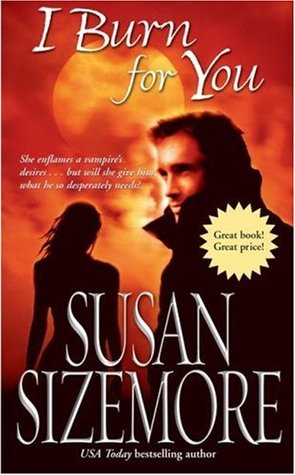 I Burn
for You
She enflames a vampire's
desires . . . but will she give him
what he so desperately needs?
Great book!
Great price!
SUSAN
SIZEMORE
USA Today bestselling author